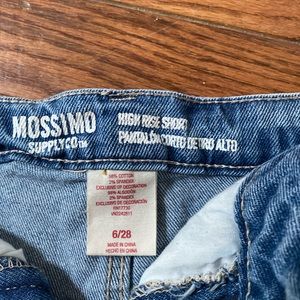 MOSSIMO
SUPPLY CO™
HIGH RISE SHORT
PANTALÓN CORTO DE TIRO ALTO
98% COTTON
2% SPANDEX
EXCLUSIVE OF DECORATION
98% ALGODÓN
2% SPANDEX
EXCLUSIVO DE DECORACIÓN
6/28
MADE IN CHINA
HECHO EN CHINA